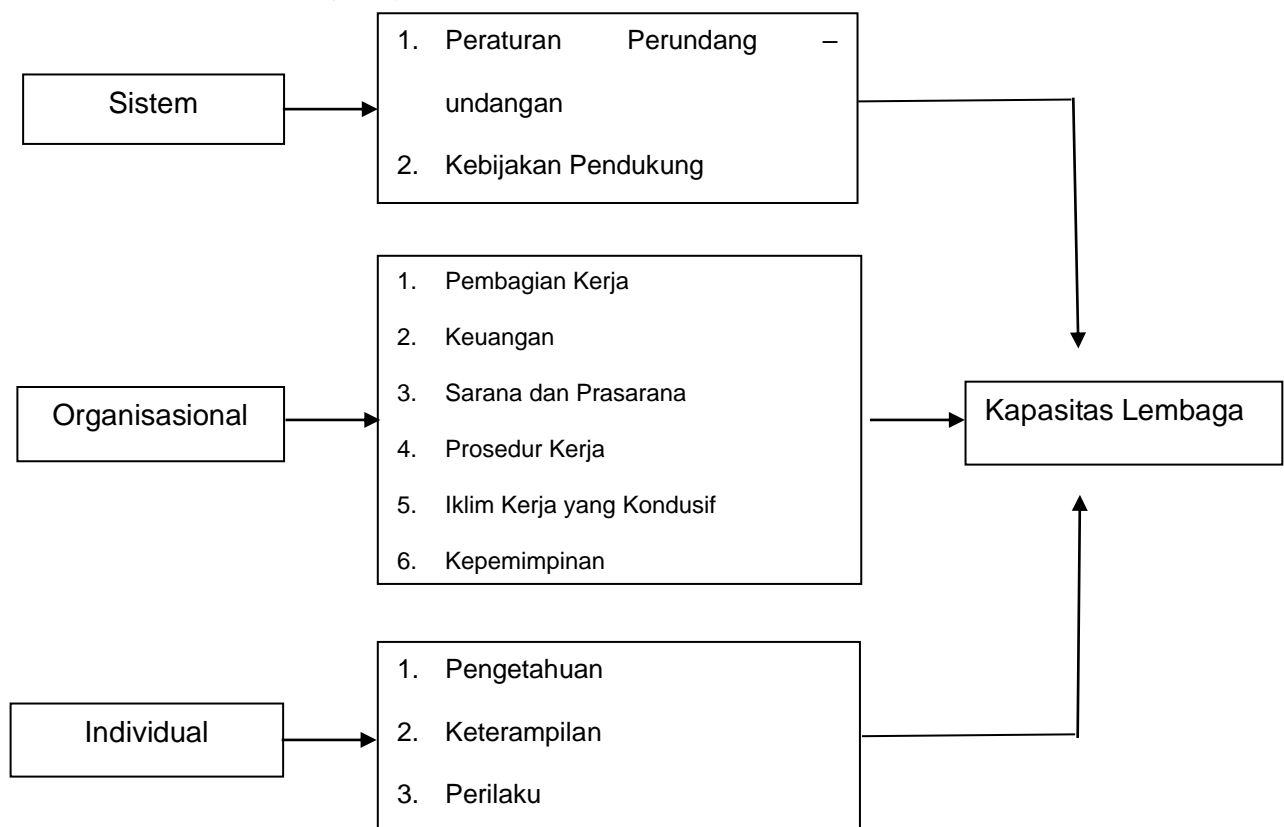 Sistem
1. Peraturan Perundang –
undangan
2. Kebijakan Pendukung
Organisasional
1. Pembagian Kerja
2. Keuangan
3. Sarana dan Prasarana
4. Prosedur Kerja
5. Iklim Kerja yang Kondusif
6. Kepemimpinan
Kapasitas Lembaga
Individual
1. Pengetahuan
2. Keterampilan
3. Perilaku